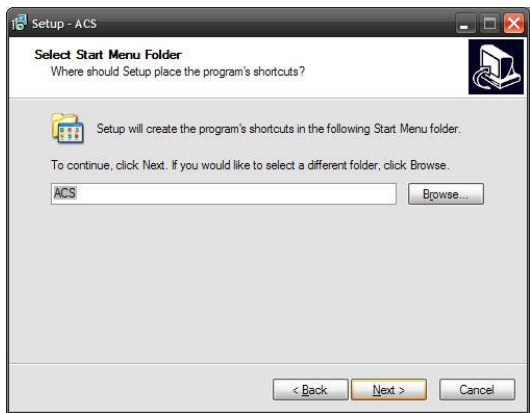 Setup - ACS
Select Start Menu Folder
Where should Setup place the program's shortcuts?
Setup will create the program's shortcuts in the following Start Menu folder.
To continue, click Next. If you would like to select a different folder, click Browse.
ACS
Browse...
< Back
Next >
Cancel